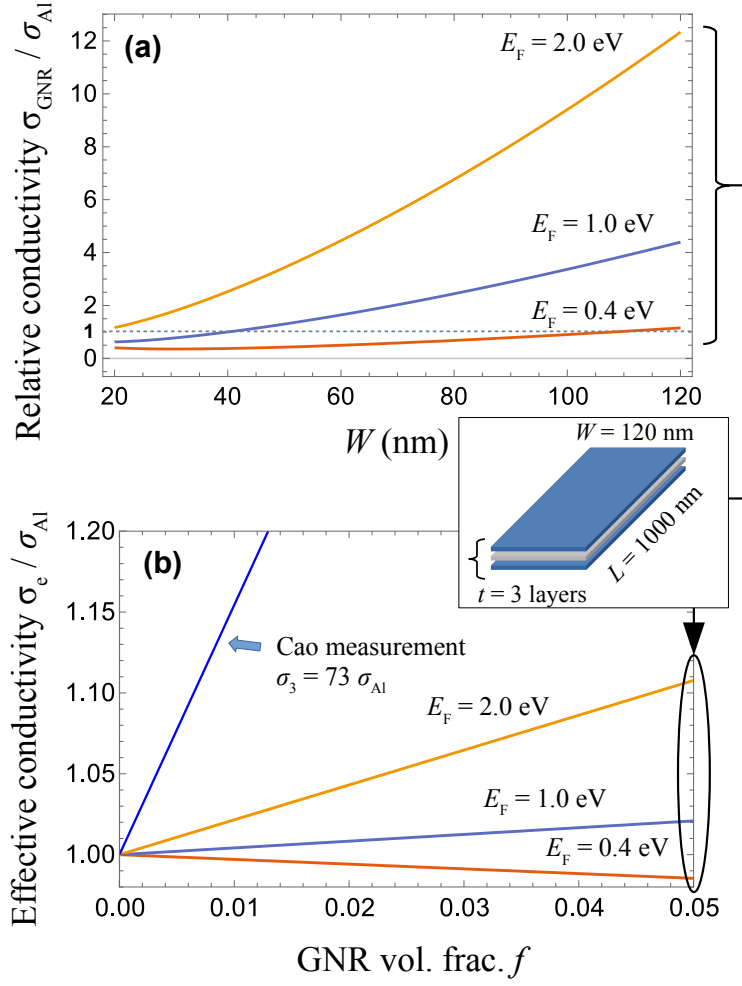 Relative conductivity σGNR / σAl
(a)
12
10
8
6
4
2
1
0
EF = 2.0 eV
EF = 1.0 eV
EF = 0.4 eV
20 40 60 80 100 120
W (nm)
W = 120 nm
L = 1000 nm
t = 3 layers
Effective conductivity σe / σAl
(b)
1.20
1.15
1.10
1.05
1.00
Cao measurement
σ3 = 73 σAl
EF = 2.0 eV
EF = 1.0 eV
EF = 0.4 eV
0.00 0.01 0.02 0.03 0.04 0.05
GNR vol. frac. f